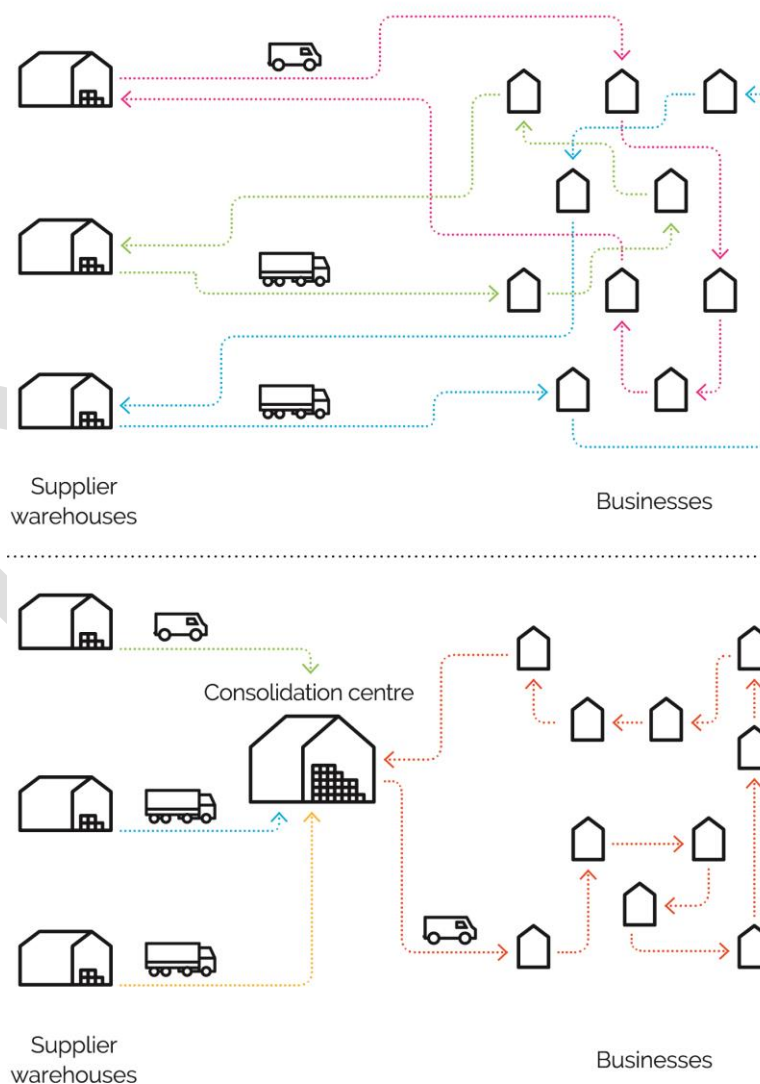 Supplier
warehouses
Businesses
Consolidation centre
Supplier
warehouses
Businesses